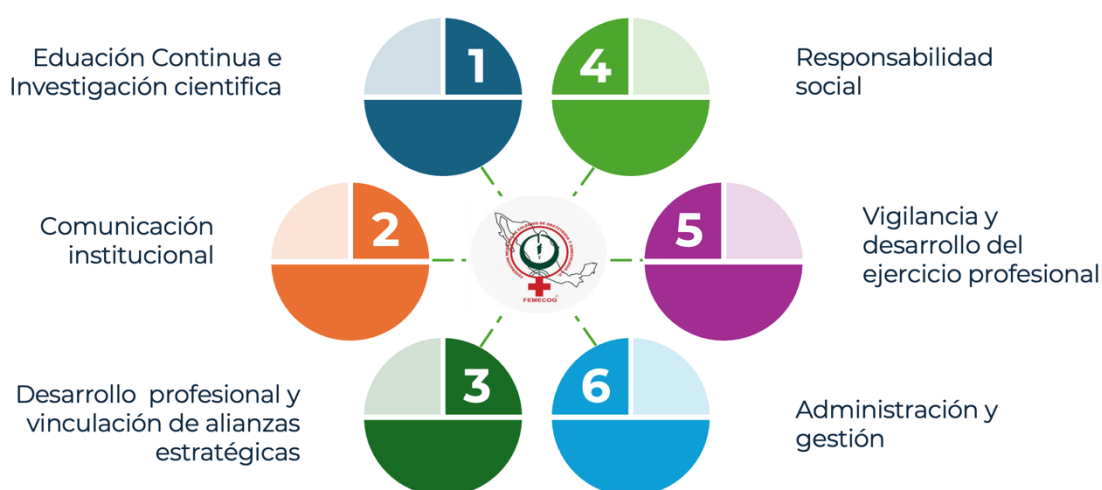 Eduación Continua e
Investigación cientifica
1
4
Responsabilidad
social
Comunicación
institucional
2
5
Vigilancia y
desarrollo del
ejercicio profesional
FEMECOG
Desarrollo profesional y
vinculación de alianzas
estratégicas
3
6
Administración y
gestión